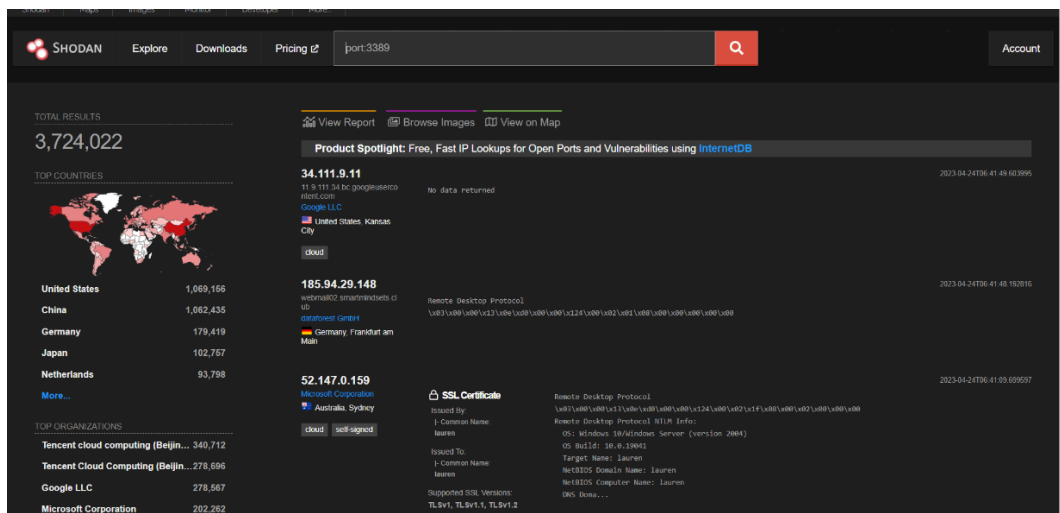 Shodan Maps Images Monitor Developer More...
SHODAN Explore Downloads Pricing port:3389 Account
TOTAL RESULTS
3,724,022
TOP COUNTRIES
United States 1,069,156
China 1,062,435
Germany 179,419
Japan 102,757
Netherlands 93,798
More...
TOP ORGANIZATIONS
Tencent cloud computing (Beijin... 340,712
Tencent Cloud Computing (Beijin... 278,696
Google LLC 278,567
Microsoft Corporation 202,262
View Report Browse Images View on Map
Product Spotlight: Free, Fast IP Lookups for Open Ports and Vulnerabilities using InternetDB
34.111.9.11
11.9.111.34.bc.googleuserco
ntent.com
Google LLC
United States, Kansas
City
cloud
No data returned
2023-04-24T06:41:49.603995
185.94.29.148
webmail02.smartmindsets.cl
ub
dataforest GmbH
Germany, Frankfurt am
Main
Remote Desktop Protocol
\x03\x00\x00\x13\x0e\xd0\x00\x00\x124\x00\x02\x01\x08\x00\x00\x00\x00\x00
2023-04-24T06:41:48.192816
52.147.0.159
Microsoft Corporation
Australia, Sydney
cloud self-signed
SSL Certificate
Issued By:
|- Common Name:
lauren
Issued To:
|- Common Name:
lauren
Supported SSL Versions:
TLSv1, TLSv1.1, TLSv1.2
Remote Desktop Protocol
\x03\x00\x00\x13\x0e\xd0\x00\x00\x124\x00\x02\x1f\x08\x00\x02\x00\x00\x00
Remote Desktop Protocol NTLM Info:
OS: Windows 10/Windows Server (version 2004)
OS Build: 10.0.19041
Target Name: lauren
NetBIOS Domain Name: lauren
NetBIOS Computer Name: lauren
DNS Doma...
2023-04-24T06:41:09.699597